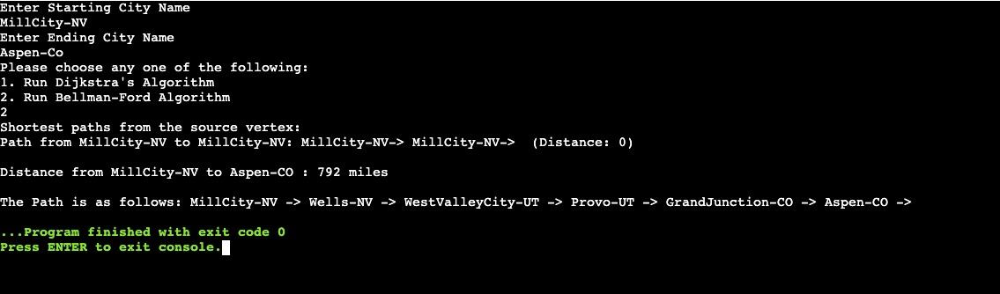 Enter Starting City Name
MillCity-NV
Enter Ending City Name
Aspen-Co
Please choose any one of the following:
1. Run Dijkstra's Algorithm
2. Run Bellman-Ford Algorithm
2
Shortest paths from the source vertex:
Path from MillCity-NV to MillCity-NV: MillCity-NV-> MillCity-NV->  (Distance: 0)
Distance from MillCity-NV to Aspen-CO : 792 miles
The Path is as follows: MillCity-NV -> Wells-NV -> WestValleyCity-UT -> Provo-UT -> GrandJunction-CO -> Aspen-CO ->
...Program finished with exit code 0
Press ENTER to exit console.